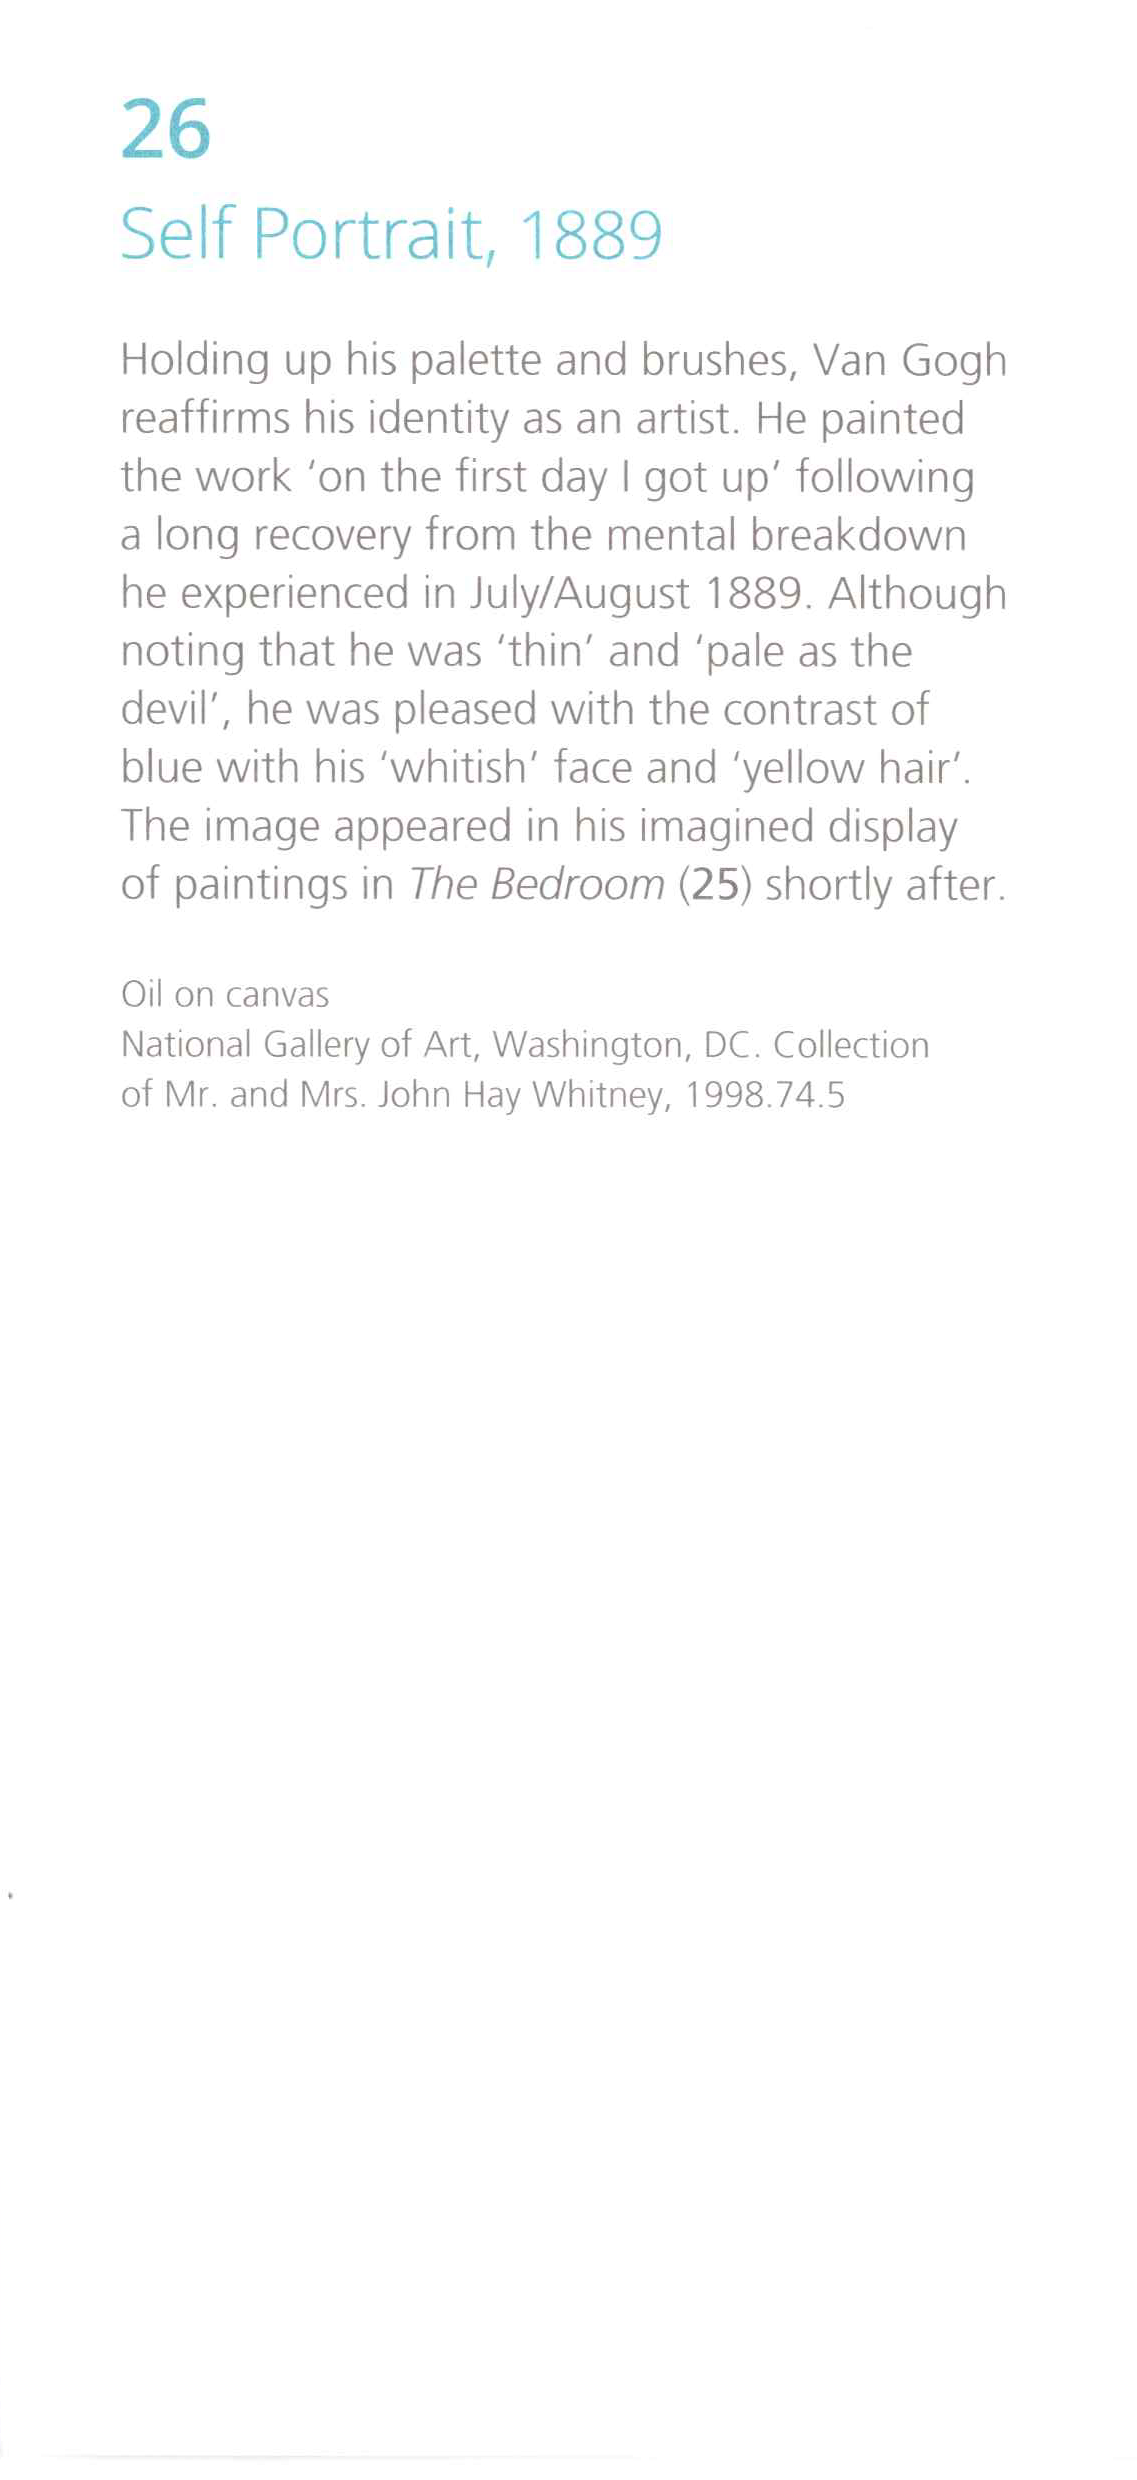 26
Self Portrait, 1889
Holding up his palette and brushes, Van Gogh
reaffirms his identity as an artist. He painted
the work ‘on the first day I got up’ following
a long recovery from the mental breakdown
he experienced in July/August 1889. Although
noting that he was ‘thin’ and ‘pale as the
devil’, he was pleased with the contrast of
blue with his ‘whitish’ face and ‘yellow hair’.
The image appeared in his imagined display
of paintings in The Bedroom (25) shortly after.
Oil on canvas
National Gallery of Art, Washington, DC. Collection
of Mr. and Mrs. John Hay Whitney, 1998.74.5